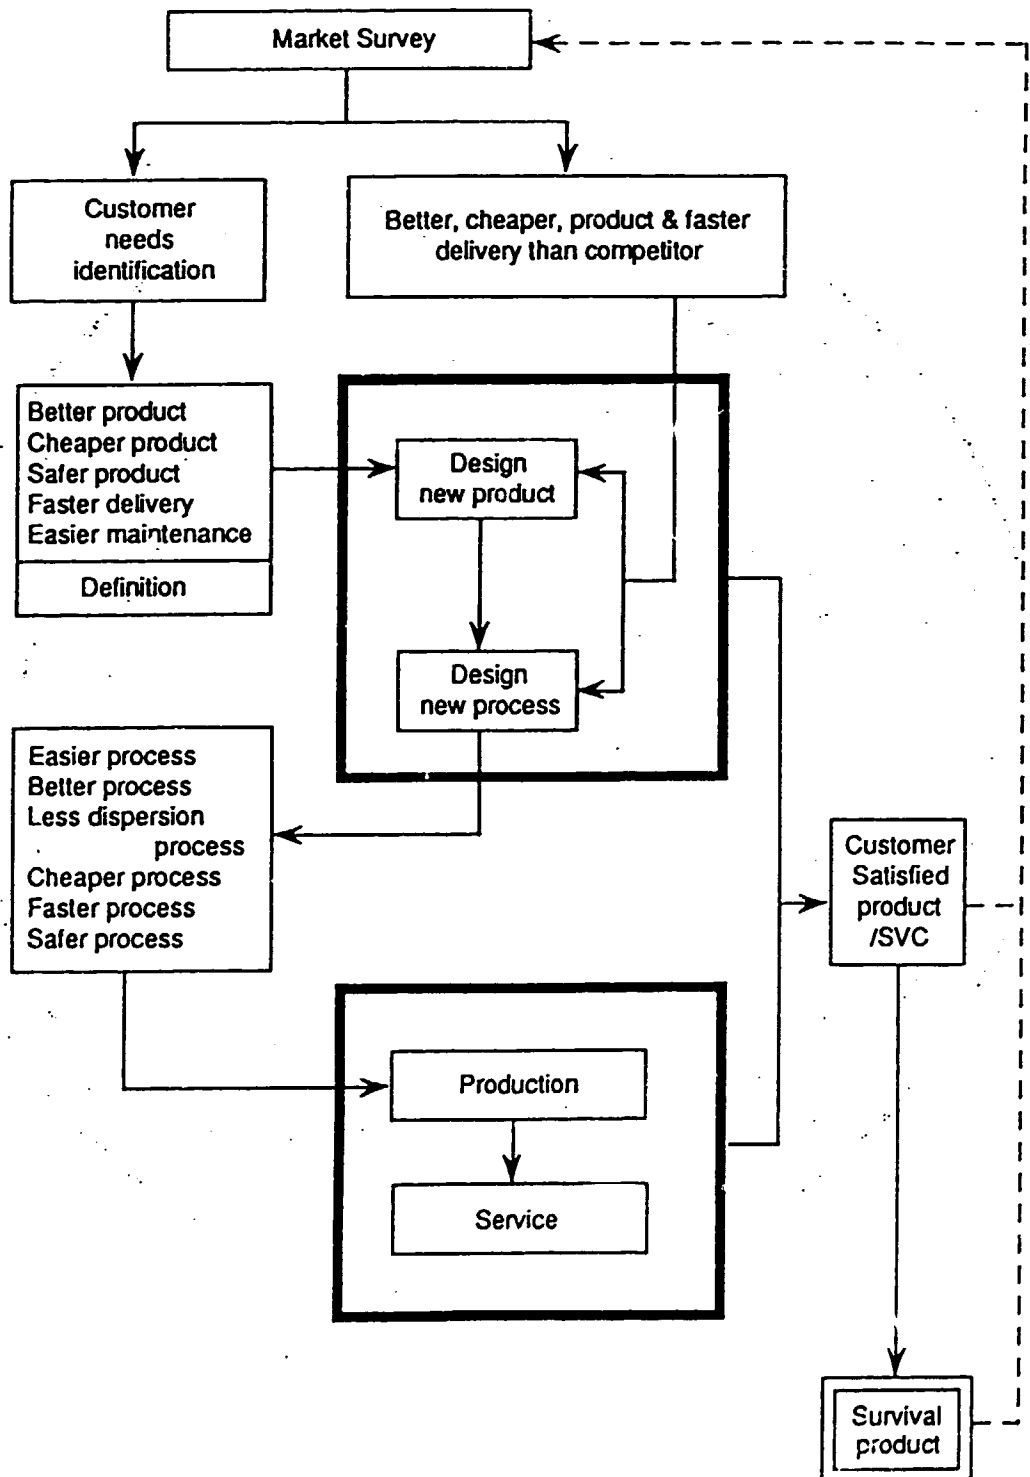 Market Survey
Customer
needs
identification
Better, cheaper, product & faster
delivery than competitor
Better product
Cheaper product
Safer product
Faster delivery
Easier maintenance
Definition
Design
new product
Design
new process
Easier process
Better process
Less dispersion
process
Cheaper process
Faster process
Safer process
Customer
Satisfied
product
/SVC
Production
Service
Survival
product